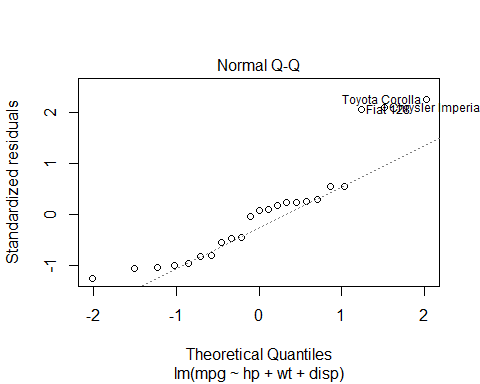 Normal Q-Q
Standardized residuals
2
1
0
-1
Toyota Corolla
Fiat 128
Chrysler Imperia
-2
-1
0
1
2
Theoretical Quantiles
lm(mpg ~ hp + wt + disp)